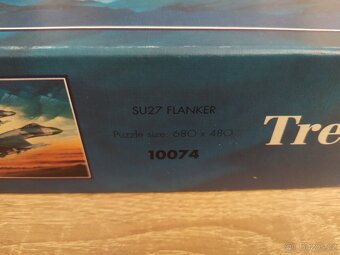 SU27 FLANKER
Puzzle size: 680 x 480
10074
Tre